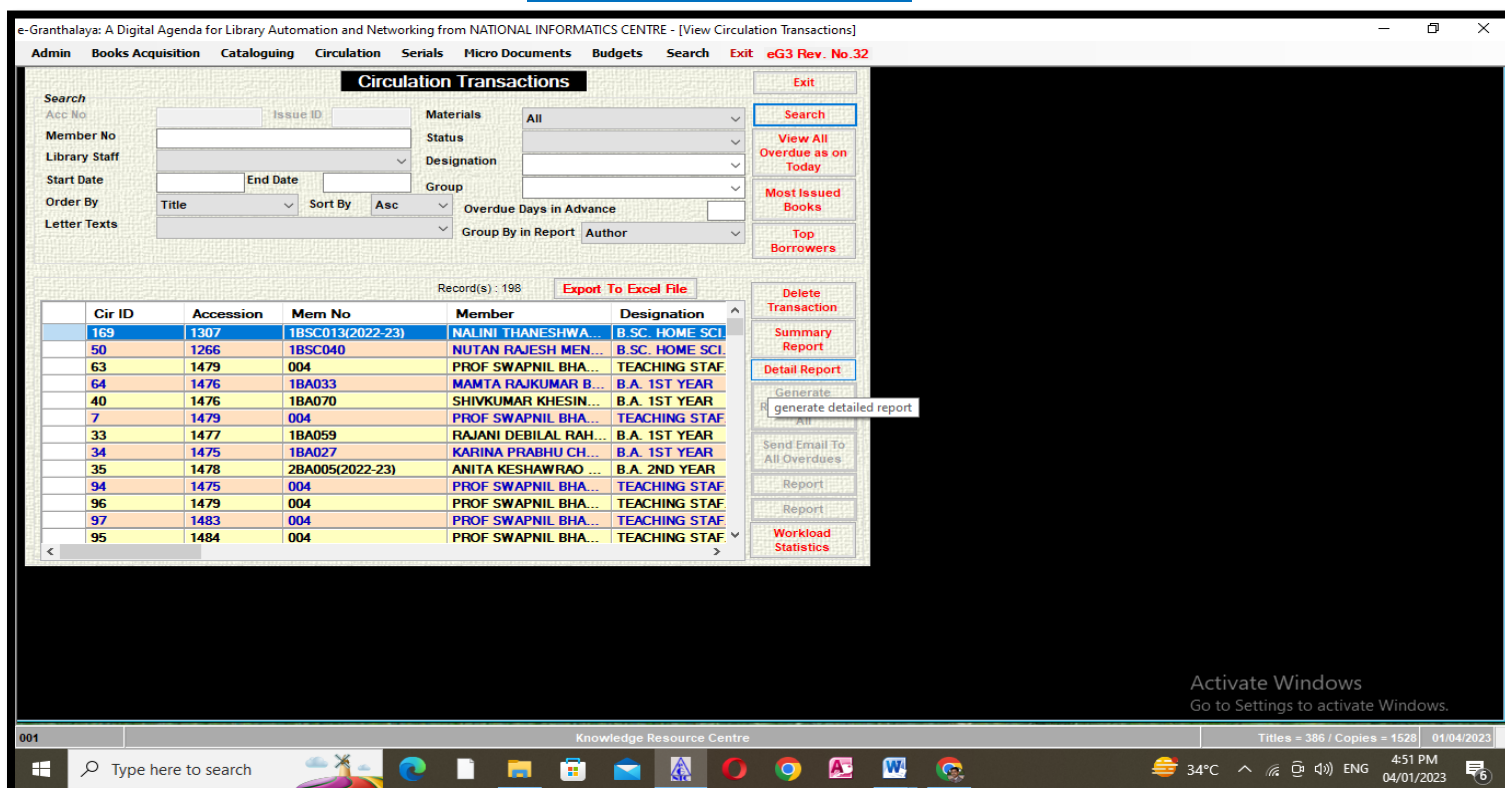 e-Granthalaya: A Digital Agenda for Library Automation and Networking from NATIONAL INFORMATICS CENTRE - [View Circulation Transactions]
Admin Books Acquisition Cataloguing Circulation Serials Micro Documents Budgets Search Exit eG3 Rev. No.32
Circulation Transactions
Exit
Search
Acc No Issue ID Materials All
Search
Member No Status
View All Overdue as on Today
Library Staff Designation
Start Date End Date Group
Most Issued Books
Order By Title Sort By Asc Overdue Days in Advance
Letter Texts Group By in Report Author
Top Borrowers
Record(s) : 198 Export To Excel File
Delete Transaction
Cir ID Accession Mem No Member Designation
169 1307 1BSC013(2022-23) NALINI THANESHWA... B.SC. HOME SCI.
50 1266 1BSC040 NUTAN RAJESH MEN... B.SC. HOME SCI.
63 1479 004 PROF SWAPNIL BHA... TEACHING STAF
64 1476 1BA033 MAMTA RAJKUMAR B... B.A. 1ST YEAR
40 1476 1BA070 SHIVKUMAR KHESIN... B.A. 1ST YEAR
7 1479 004 PROF SWAPNIL BHA... TEACHING STAF
33 1477 1BA059 RAJANI DEBILAL RAH... B.A. 1ST YEAR
34 1475 1BA027 KARINA PRABHU CH... B.A. 1ST YEAR
35 1478 2BA005(2022-23) ANITA KESHAWRAO ... B.A. 2ND YEAR
94 1475 004 PROF SWAPNIL BHA... TEACHING STAF
96 1479 004 PROF SWAPNIL BHA... TEACHING STAF
97 1483 004 PROF SWAPNIL BHA... TEACHING STAF
95 1484 004 PROF SWAPNIL BHA... TEACHING STAF
Summary Report
Detail Report
Generate
generate detailed report
All
Send Email To All Overdues
Report
Report
Workload Statistics
Activate Windows
Go to Settings to activate Windows.
001 Knowledge Resource Centre Titles = 386 / Copies = 1528 01/04/2023
Type here to search 34°C ENG 4:51 PM
04/01/2023
6